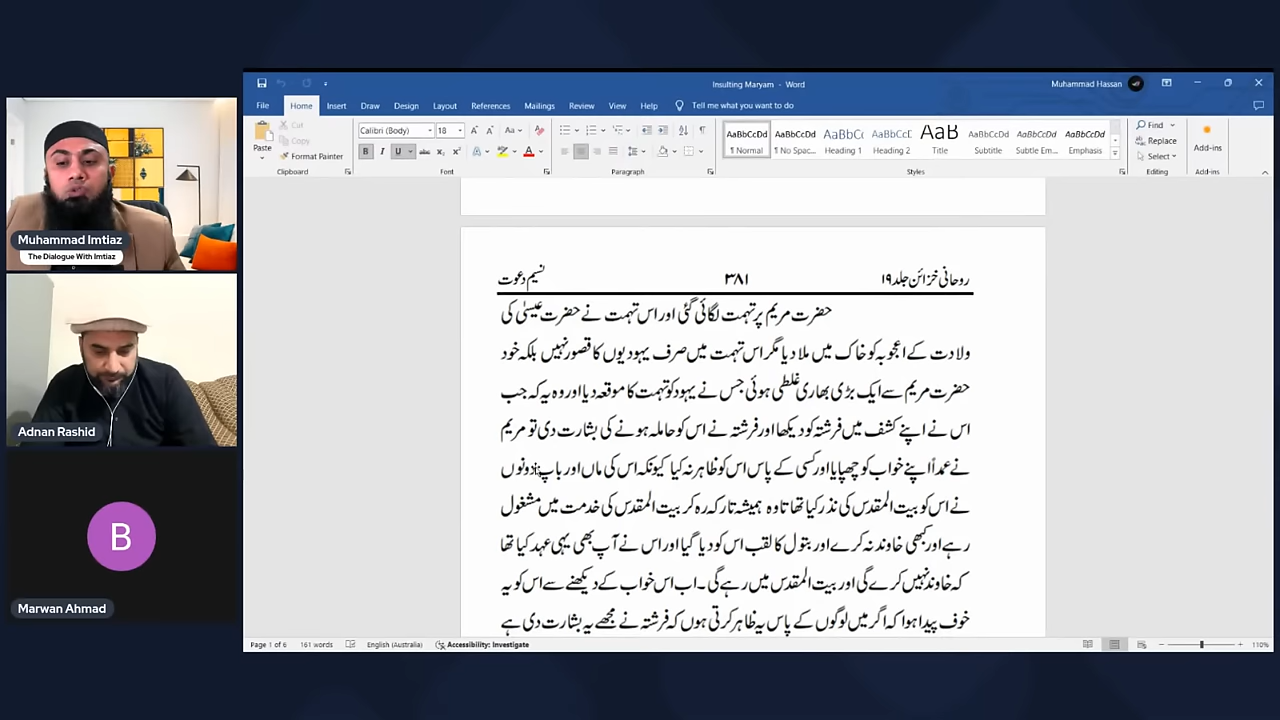 Insulting Maryam - Word
Muhammad Hassan
File Home Insert Draw Design Layout References Mailings Review View Help Tell me what you want to do
Paste
Cut
Copy
Format Painter
Clipboard
Calibri (Body) 18
Font
Paragraph
AaBbCcDd AaBbCcDd AaBbCc AaBbCcE AaB AaBbCcDd AaBbCcDd AaBbCcDd
¶ Normal ¶ No Spac... Heading 1 Heading 2 Title Subtitle Subtle Em... Emphasis
Styles
Find
Replace
Select
Editing
Add-ins
Add-ins
روحانی خزائن جلد ۱۹ ۳۸۱ نسیم دعوت
حضرت مریم پر تہمت لگائی گئی اور اس تہمت نے حضرت عیسیٰ کی
ولادت کے اعجوبہ کو خاک میں ملا دیا مگر اس تہمت میں صرف یہودیوں کا قصور نہیں بلکہ خود
حضرت مریم سے ایک بڑی بھاری غلطی ہوئی جس نے یہود کو تہمت کا موقعہ دیا اور وہ یہ کہ جب
اس نے اپنے کشف میں فرشتہ کو دیکھا اور فرشتہ نے اس کو حاملہ ہونے کی بشارت دی تو مریم
نے عمداً اپنے خواب کو چھپایا اور کسی کے پاس اس کو ظاہر نہ کیا کیونکہ اس کی ماں اور باپ دونوں
نے اس کو بیت المقدس کی نذر کیا تھا تا وہ ہمیشہ تارکہ رہ کر بیت المقدس کی خدمت میں مشغول
رہے اور کبھی خاوند نہ کرے اور بتول کا لقب اس کو دیا گیا اور اس نے آپ بھی یہی عہد کیا تھا
کہ خاوند نہیں کرے گی اور بیت المقدس میں رہے گی۔ اب اس خواب کے دیکھنے سے اس کو یہ
خوف پیدا ہوا کہ اگر میں لوگوں کے پاس یہ ظاہر کرتی ہوں کہ فرشتہ نے مجھے یہ بشارت دی ہے
Page 1 of 6 161 words English (Australia) Accessibility: Investigate 110%
Muhammad Imtiaz
The Dialogue With Imtiaz
Adnan Rashid
B
Marwan Ahmad